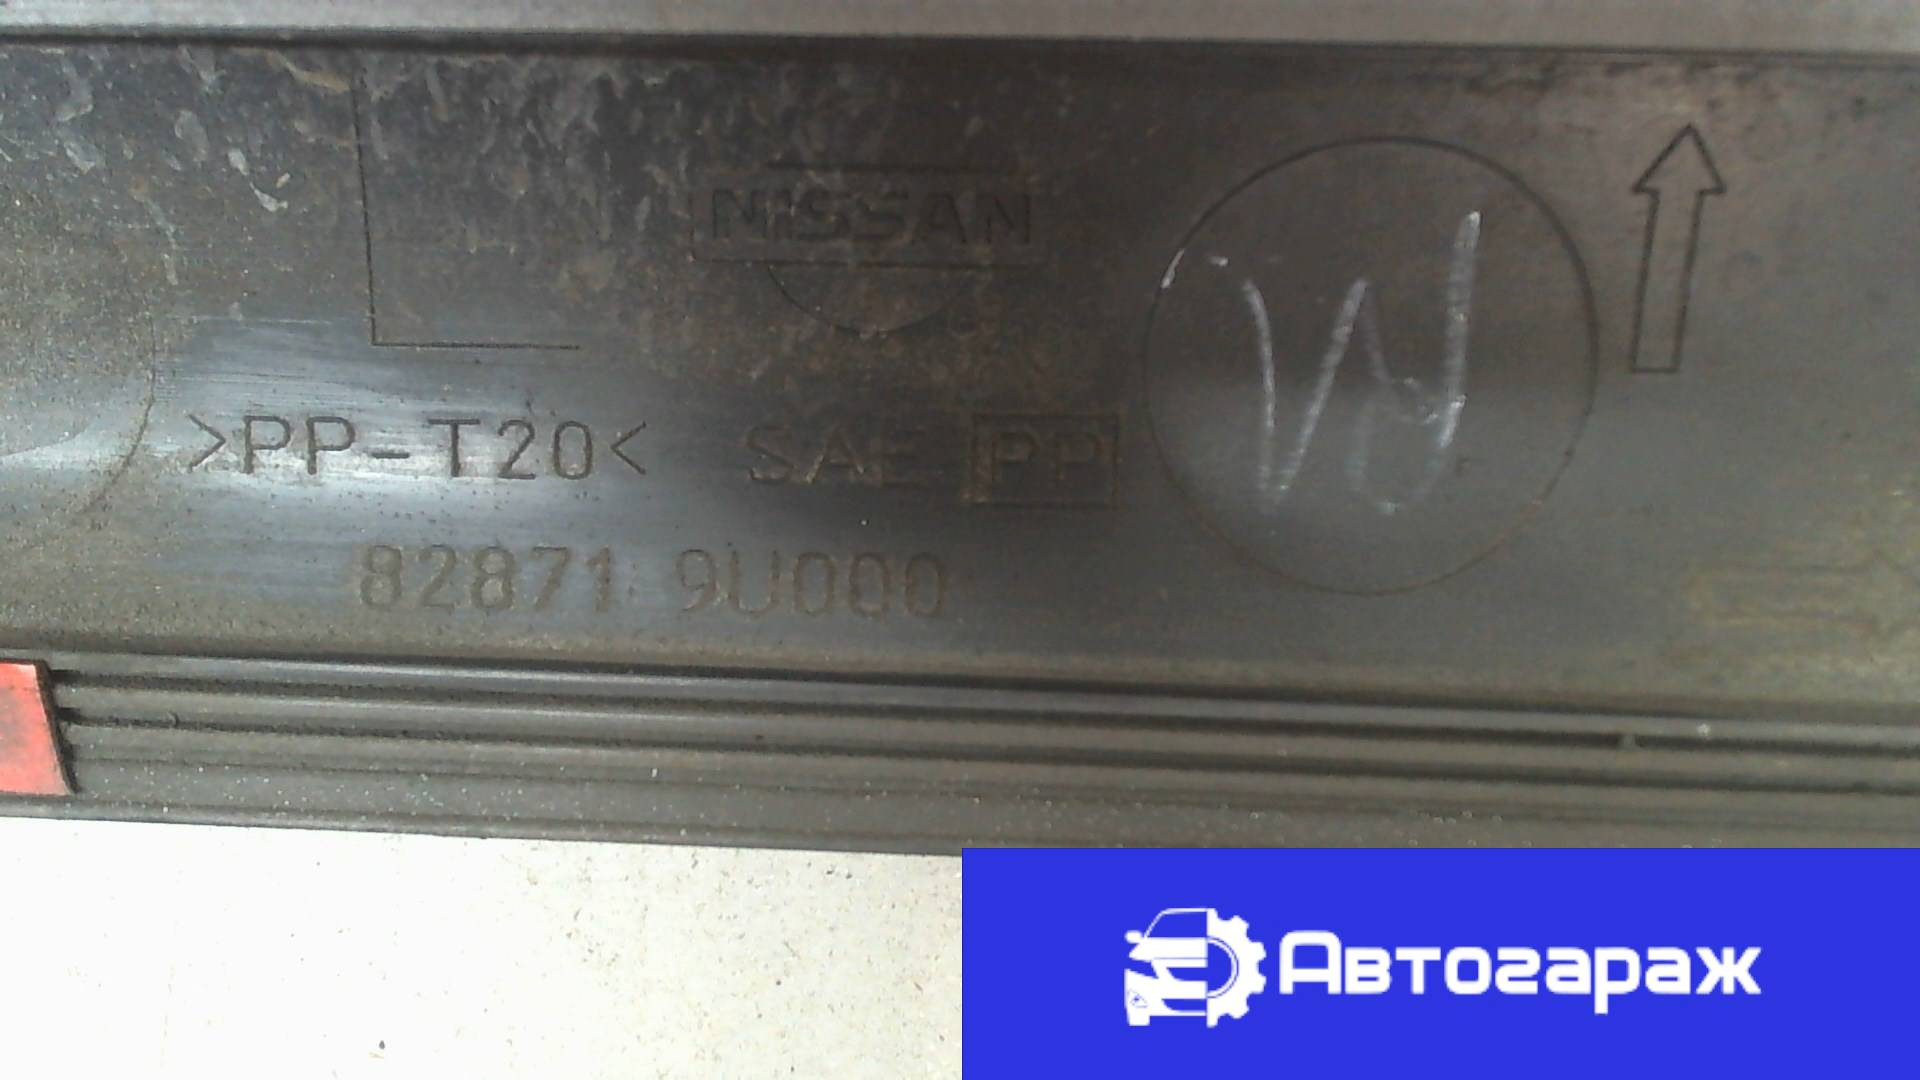 NISSAN
>PP-T20< SAE PP
82871 9U000
Автогараж